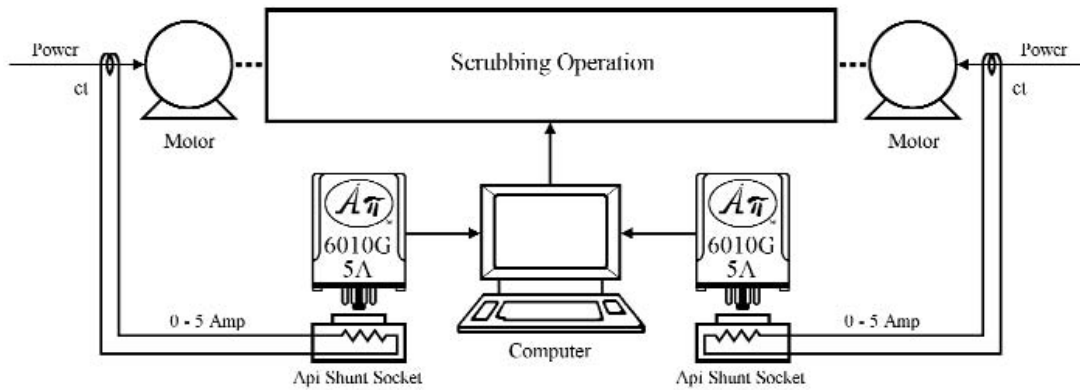 Power
Scrubbing Operation
Power
ct
ct
Motor
Motor
Aπ
6010G
5A
Aπ
6010G
5A
0 - 5 Amp
0 - 5 Amp
Computer
Api Shunt Socket
Api Shunt Socket